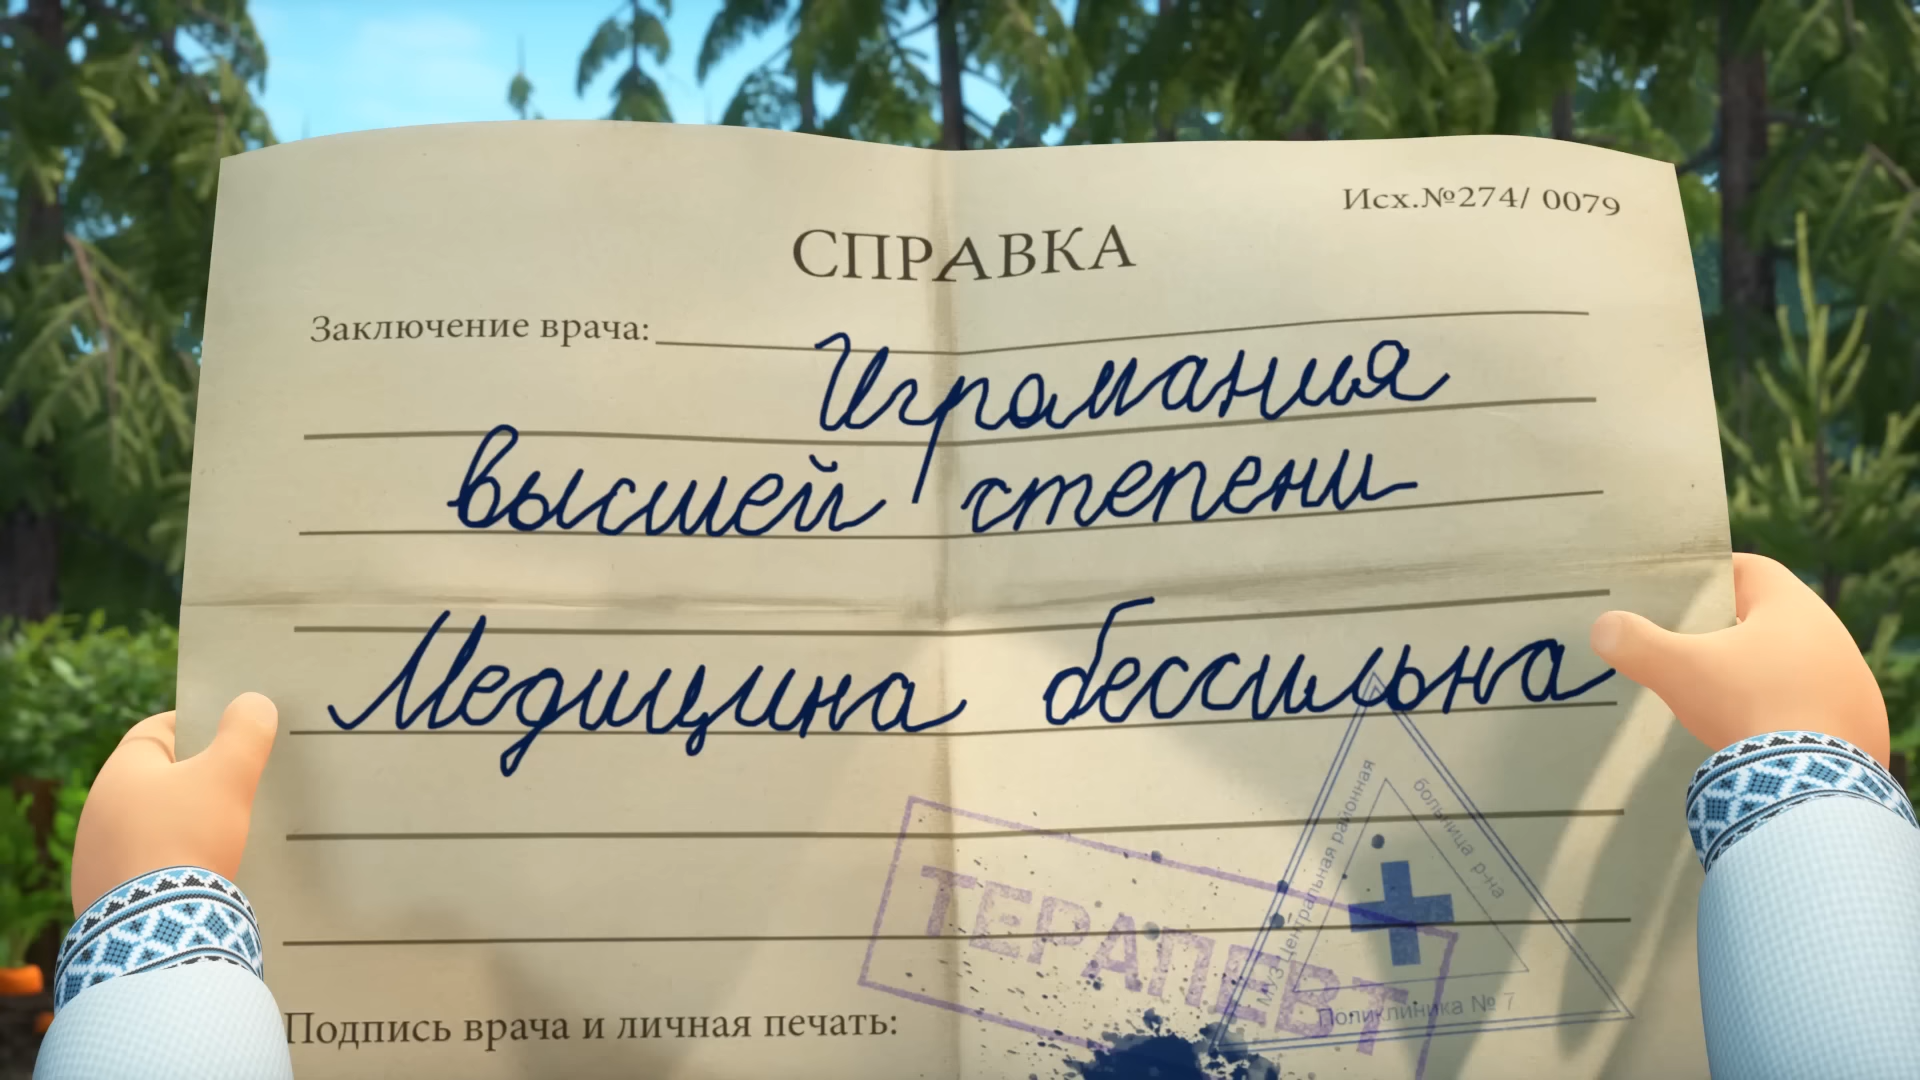 Исх.№274/ 0079
СПРАВКА
Заключение врача:
Игромания
высшей степени
Медицина бессильна
ТЕРАПЕВТ
МУЗ Центральная районная
больница р-на
Поликлиника № 7
Подпись врача и личная печать: